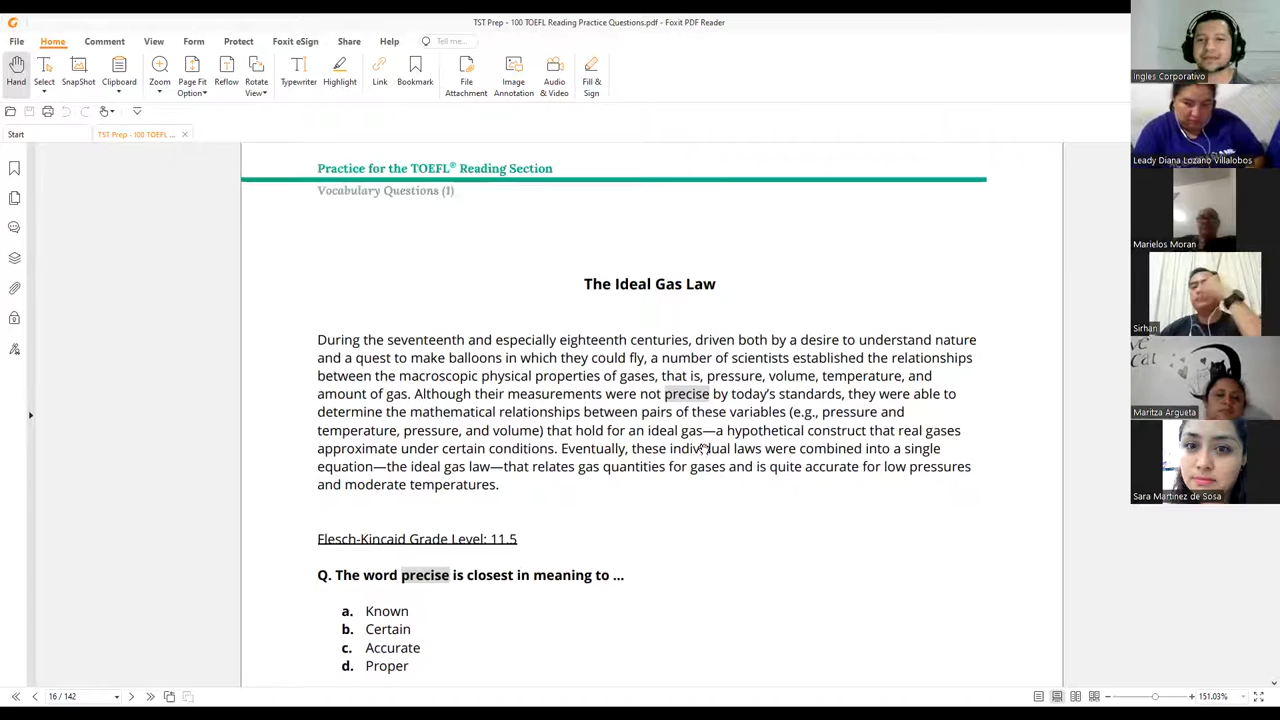 TST Prep - 100 TOEFL Reading Practice Questions.pdf - Foxit PDF Reader
File Home Comment View Form Protect Foxit eSign Share Help Tell me...
Hand Select SnapShot Clipboard Zoom Page Fit Option Reflow Rotate View Typewriter Highlight Link Bookmark File Attachment Image Annotation Audio & Video Fill & Sign
Start TST Prep - 100 TOEFL ...
Practice for the TOEFL® Reading Section
Vocabulary Questions (1)
The Ideal Gas Law
During the seventeenth and especially eighteenth centuries, driven both by a desire to understand nature
and a quest to make balloons in which they could fly, a number of scientists established the relationships
between the macroscopic physical properties of gases, that is, pressure, volume, temperature, and
amount of gas. Although their measurements were not precise by today's standards, they were able to
determine the mathematical relationships between pairs of these variables (e.g., pressure and
temperature, pressure, and volume) that hold for an ideal gas—a hypothetical construct that real gases
approximate under certain conditions. Eventually, these individual laws were combined into a single
equation—the ideal gas law—that relates gas quantities for gases and is quite accurate for low pressures
and moderate temperatures.
Flesch-Kincaid Grade Level: 11.5
Q. The word precise is closest in meaning to ...
a. Known
b. Certain
c. Accurate
d. Proper
16 / 142
151.03%
Ingles Corporativo
Leady Diana Lozano Villalobos
Marielos Moran
Sirhan
Cat
Maritza Argueta
Sara Martinez de Sosa